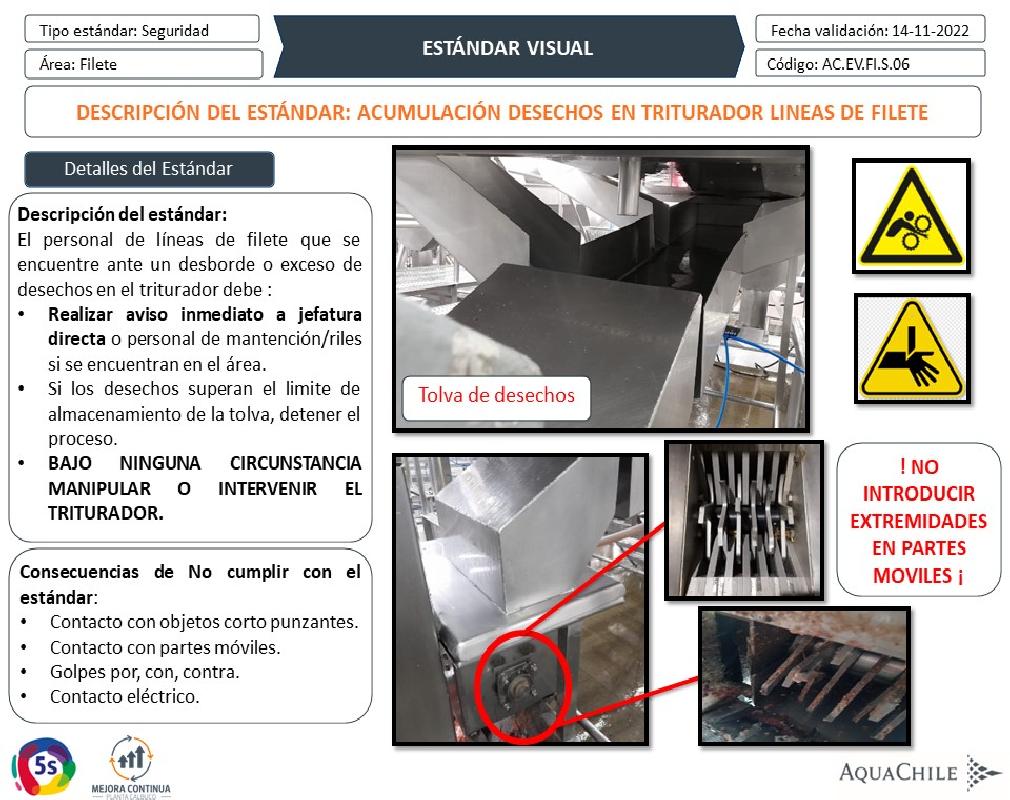 Tipo estándar: Seguridad
Área: Filete
ESTÁNDAR VISUAL
Fecha validación: 14-11-2022
Código: AC.EV.FI.S.06
DESCRIPCIÓN DEL ESTÁNDAR: ACUMULACIÓN DESECHOS EN TRITURADOR LINEAS DE FILETE
Detalles del Estándar
Descripción del estándar:
El personal de líneas de filete que se
encuentre ante un desborde o exceso de
desechos en el triturador debe :
• Realizar aviso inmediato a jefatura
directa o personal de mantención/riles
si se encuentran en el área.
• Si los desechos superan el limite de
almacenamiento de la tolva, detener el
proceso.
• BAJO NINGUNA CIRCUNSTANCIA
MANIPULAR O INTERVENIR EL
TRITURADOR.
Consecuencias de No cumplir con el
estándar:
• Contacto con objetos corto punzantes.
• Contacto con partes móviles.
• Golpes por, con, contra.
• Contacto eléctrico.
Tolva de desechos
! NO
INTRODUCIR
EXTREMIDADES
EN PARTES
MOVILES ¡
5s
MEJORA CONTINUA
PLANTA CALBUCO
AQUACHILE